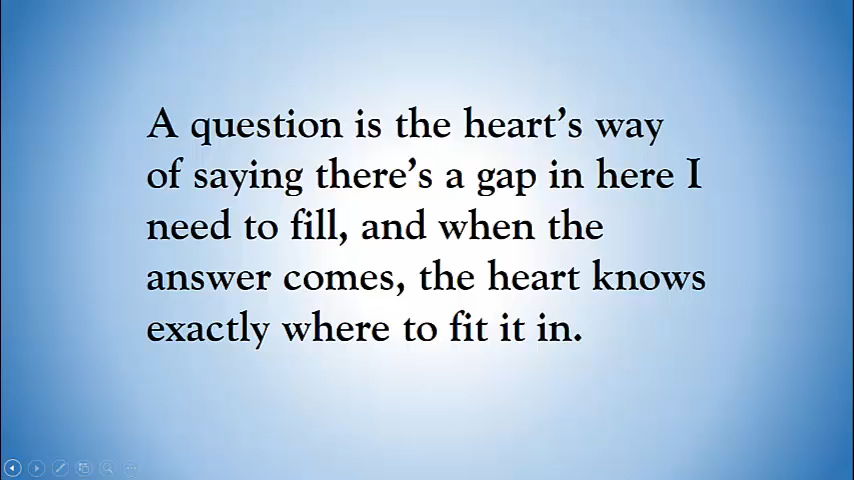 A question is the heart’s way
of saying there’s a gap in here I
need to fill, and when the
answer comes, the heart knows
exactly where to fit it in.